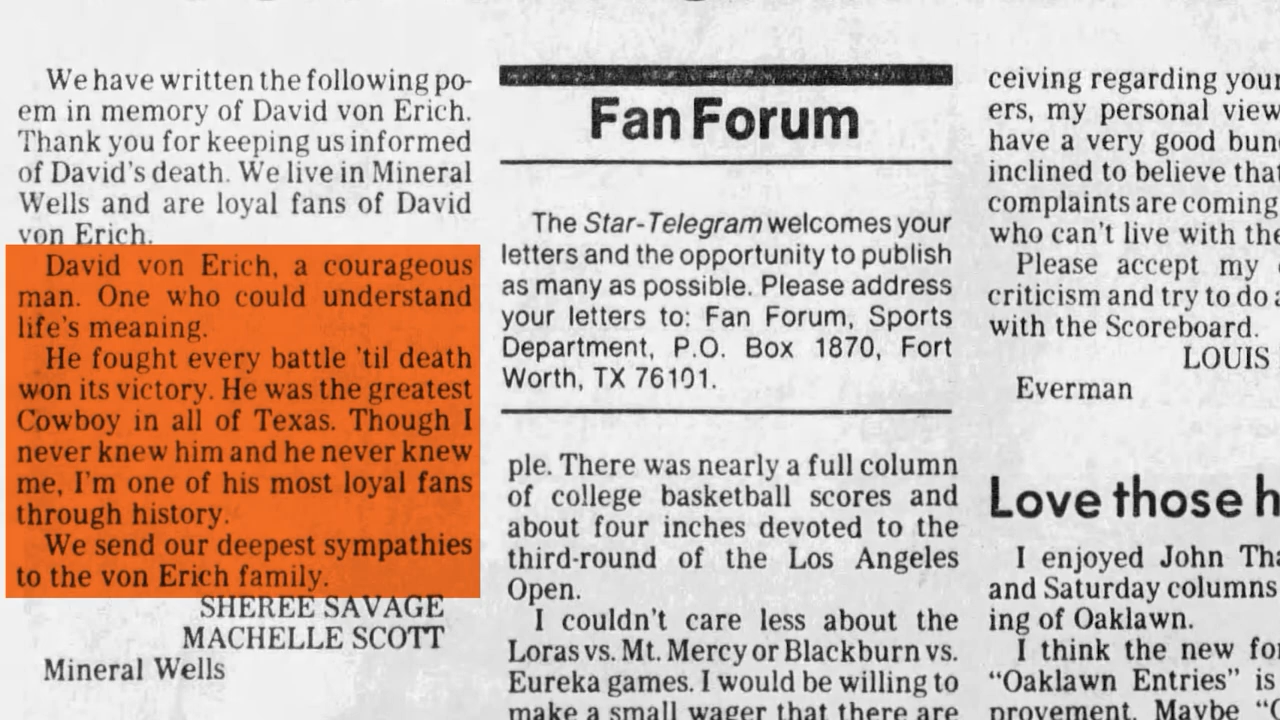 We have written the following po-
em in memory of David von Erich.
Thank you for keeping us informed
of David's death. We live in Mineral
Wells and are loyal fans of David
von Erich.
David von Erich, a courageous
man. One who could understand
life's meaning.
He fought every battle 'til death
won its victory. He was the greatest
Cowboy in all of Texas. Though I
never knew him and he never knew
me, I'm one of his most loyal fans
through history.
We send our deepest sympathies
to the von Erich family.
SHEREE SAVAGE
MACHELLE SCOTT
Mineral Wells
Fan Forum
The Star-Telegram welcomes your
letters and the opportunity to publish
as many as possible. Please address
your letters to: Fan Forum, Sports
Department, P.O. Box 1870, Fort
Worth, TX 76101.
ple. There was nearly a full column
of college basketball scores and
about four inches devoted to the
third-round of the Los Angeles
Open.
I couldn't care less about the
Loras vs. Mt. Mercy or Blackburn vs.
Eureka games. I would be willing to
make a small wager that there are
ceiving regarding your
ers, my personal view
have a very good bun
inclined to believe that
complaints are coming
who can't live with the
Please accept my
criticism and try to do
with the Scoreboard.
LOUIS
Everman
Love those h
I enjoyed John Tha
and Saturday columns
ing of Oaklawn.
I think the new for
"Oaklawn Entries" is
provement. Maybe